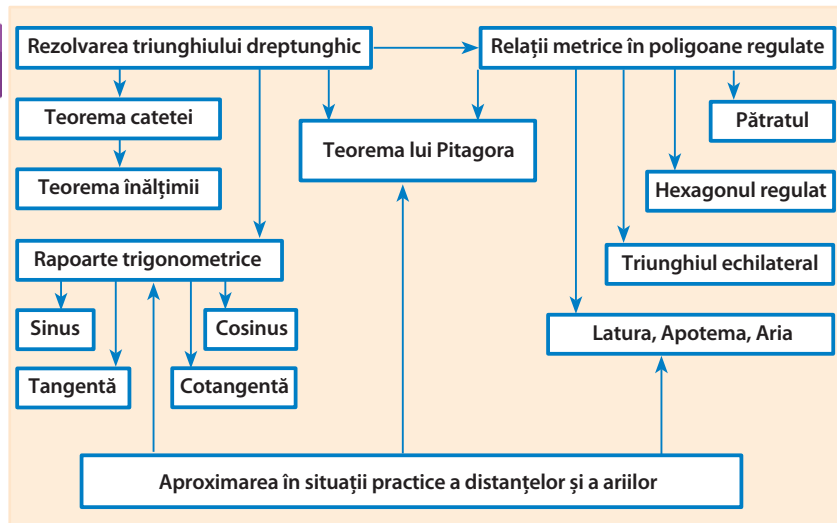 Rezolvarea triunghiului dreptunghic
Relații metrice în poligoane regulate
Teorema catetei
Pătratul
Teorema lui Pitagora
Teorema înălțimii
Hexagonul regulat
Rapoarte trigonometrice
Triunghiul echilateral
Sinus
Cosinus
Latura, Apotema, Aria
Tangentă
Cotangentă
Aproximarea în situații practice a distanțelor și a ariilor